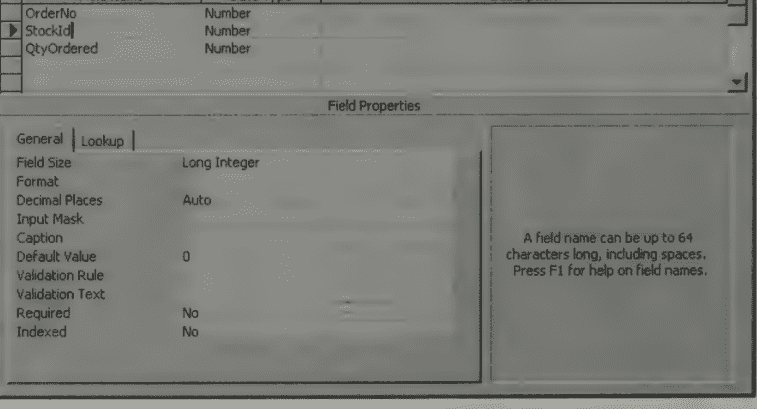 OrderNo Number
StockId Number
QtyOrdered Number
Field Properties
General Lookup
Field Size Long Integer
Format
Decimal Places Auto
Input Mask
Caption
Default Value 0
Validation Rule
Validation Text
Required No
Indexed No
A field name can be up to 64
characters long, including spaces.
Press F1 for help on field names.